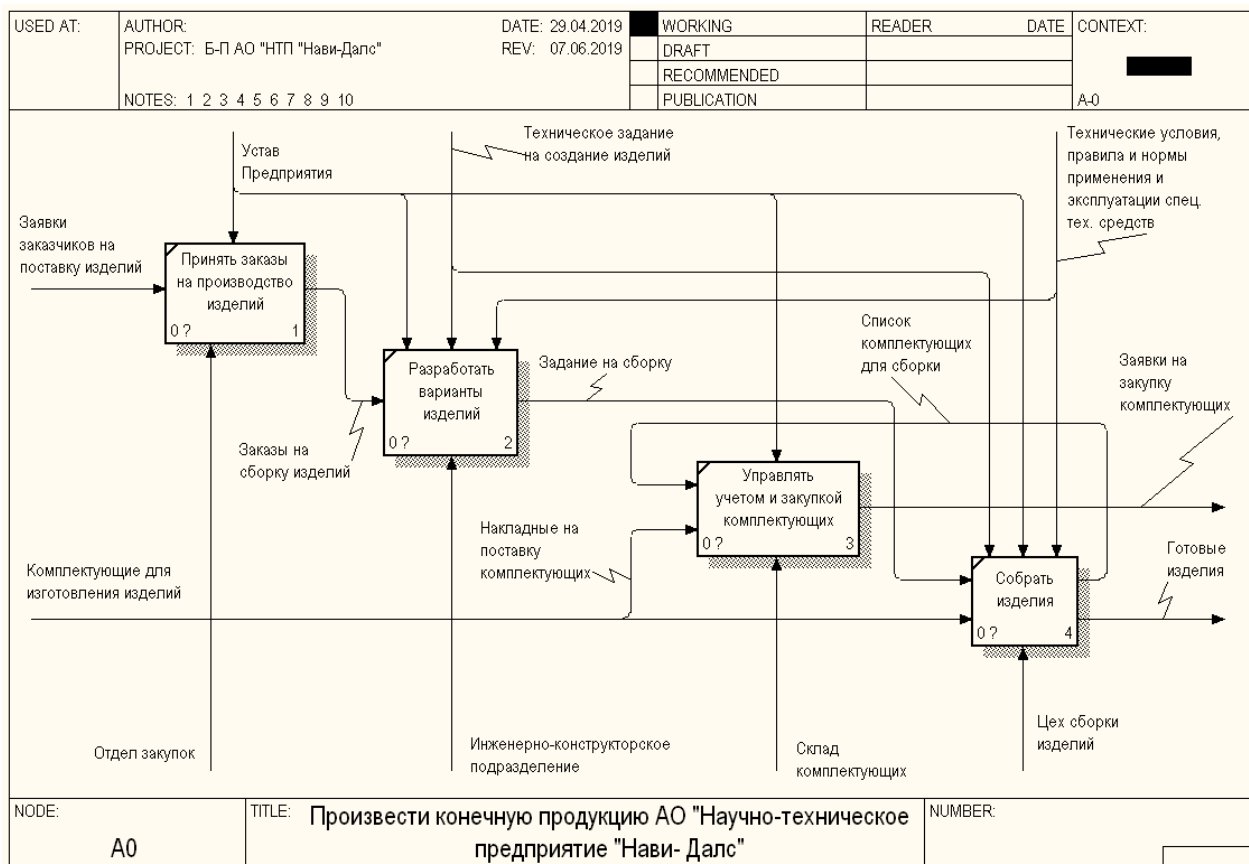 USED AT:
AUTHOR:
DATE: 29.04.2019
PROJECT: Б-П АО "НТП "Нави-Далс"
REV: 07.06.2019
NOTES: 1 2 3 4 5 6 7 8 9 10
WORKING
DRAFT
RECOMMENDED
PUBLICATION
READER
DATE
CONTEXT:
A-0
Устав
Предприятия
Техническое задание
на создание изделий
Технические условия,
правила и нормы
применения и
эксплуатации спец.
тех. средств
Заявки
заказчиков на
поставку изделий
Принять заказы
на производство
изделий
0 ?
1
Разработать
варианты
изделий
0 ?
2
Заказы на
сборку изделий
Задание на сборку
Список
комплектующих
для сборки
Заявки на
закупку
комплектующих
Управлять
учетом и закупкой
комплектующих
0 ?
3
Накладные на
поставку
комплектующих
Комплектующие для
изготовления изделий
Собрать
изделия
0 ?
4
Готовые
изделия
Отдел закупок
Инженерно-конструкторское
подразделение
Склад
комплектующих
Цех сборки
изделий
NODE:
A0
TITLE:
Произвести конечную продукцию АО "Научно-техническое
предприятие "Нави- Далс"
NUMBER: